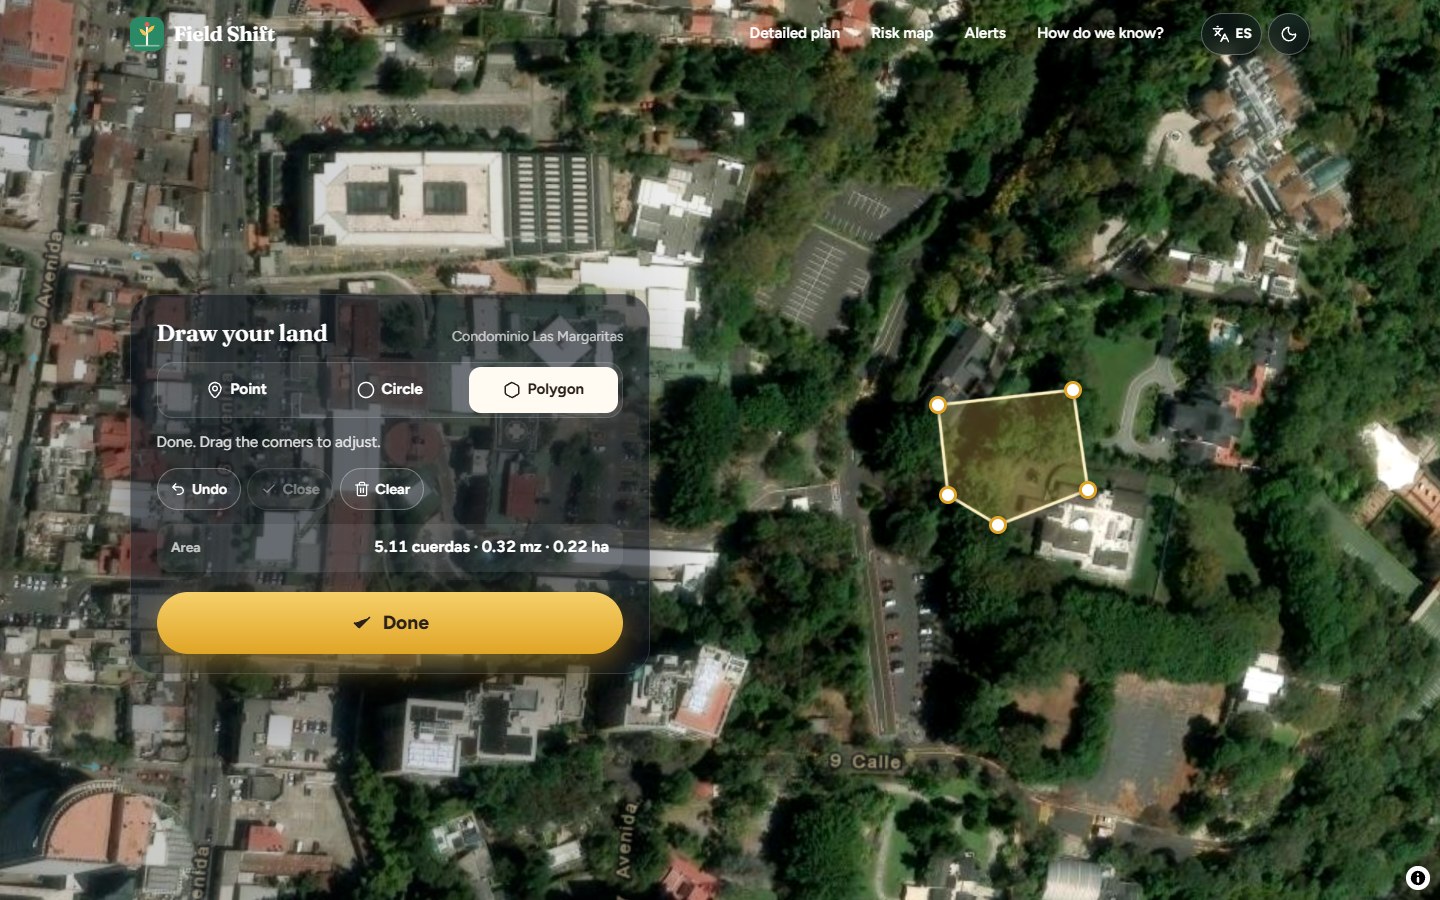 Field Shift
Detailed plan
Risk map
Alerts
How do we know?
ES
6 Avenida
Draw your land
Condominio Las Margaritas
Point
Circle
Polygon
Done. Drag the corners to adjust.
Undo
Close
Clear
Area
5.11 cuerdas · 0.32 mz · 0.22 ha
Done
9 Calle
Avenida